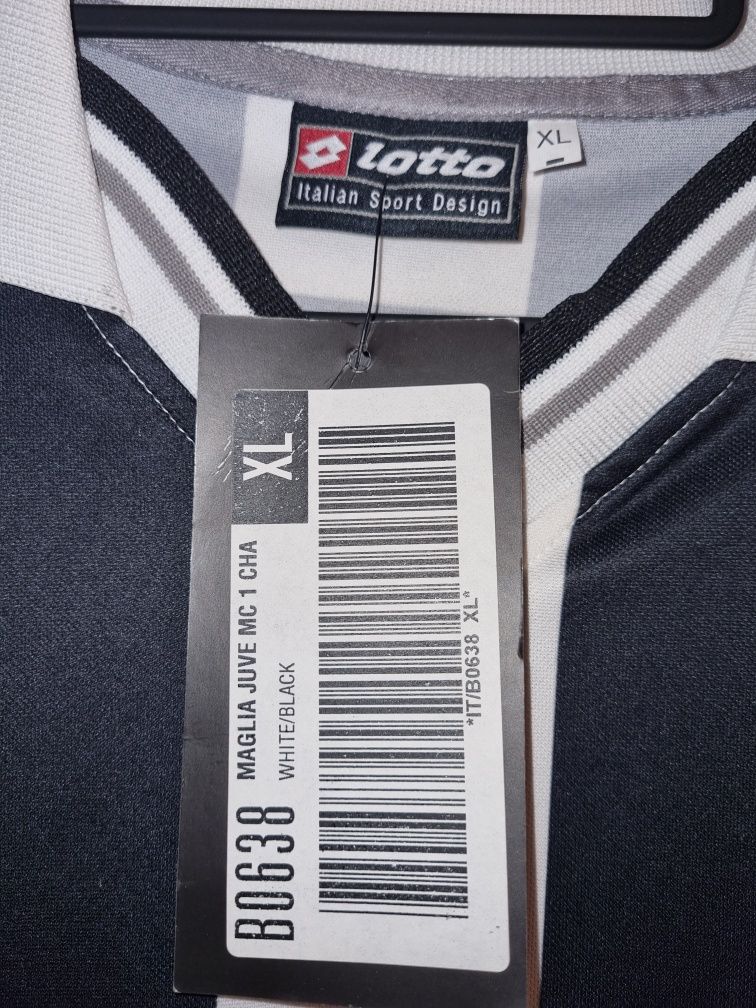 lotto
Italian Sport Design
XL
XL
B0638 MAGLIA JUVE MC 1 CHA
WHITE/BLACK
*IT/B0638 XL*